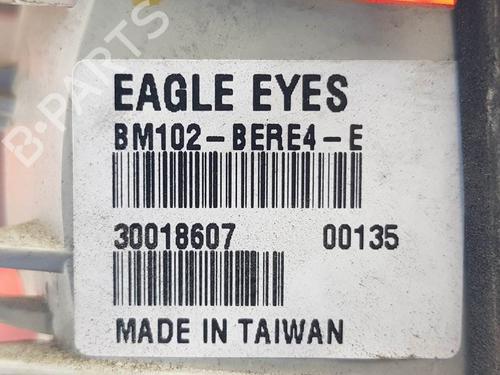 B-PARTS
EAGLE EYES
BM102-BERE4-E
30018607 00135
MADE IN TAIWAN